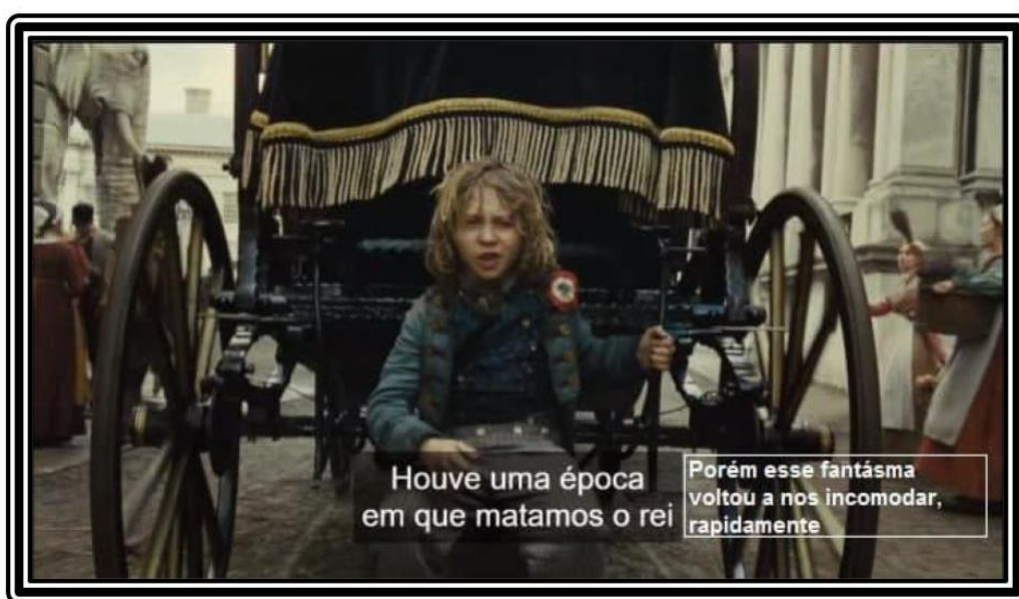 Houve uma época
em que matamos o rei
Porém esse fantásma
voltou a nos incomodar,
rapidamente